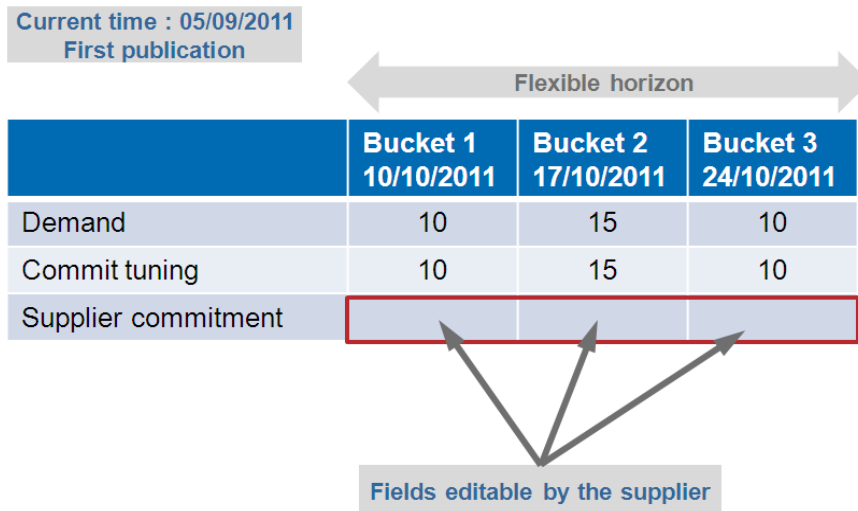 Current time : 05/09/2011
First publication
Flexible horizon
Bucket 1 Bucket 2 Bucket 3
10/10/2011 17/10/2011 24/10/2011
Demand 10 15 10
Commit tuning 10 15 10
Supplier commitment
Fields editable by the supplier